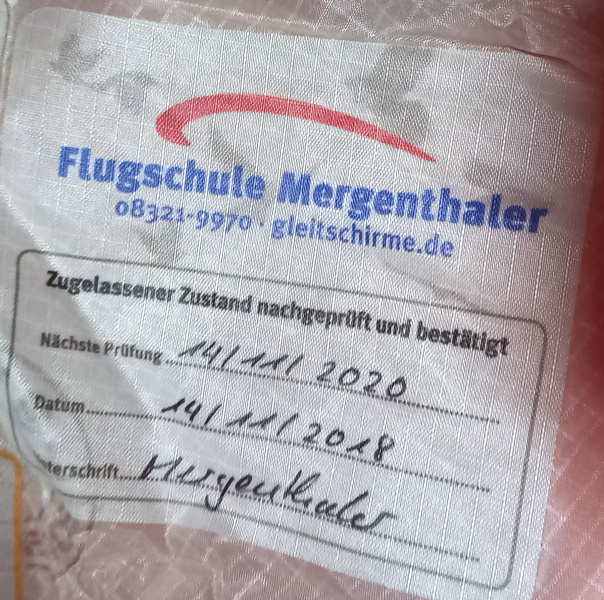 Flugschule Mergenthaler
08321-9970 · gleitschirme.de
Zugelassener Zustand nachgeprüft und bestätigt
Nächste Prüfung 14/11/2020
Datum 14/11/2018
terschrift Mergenthaler